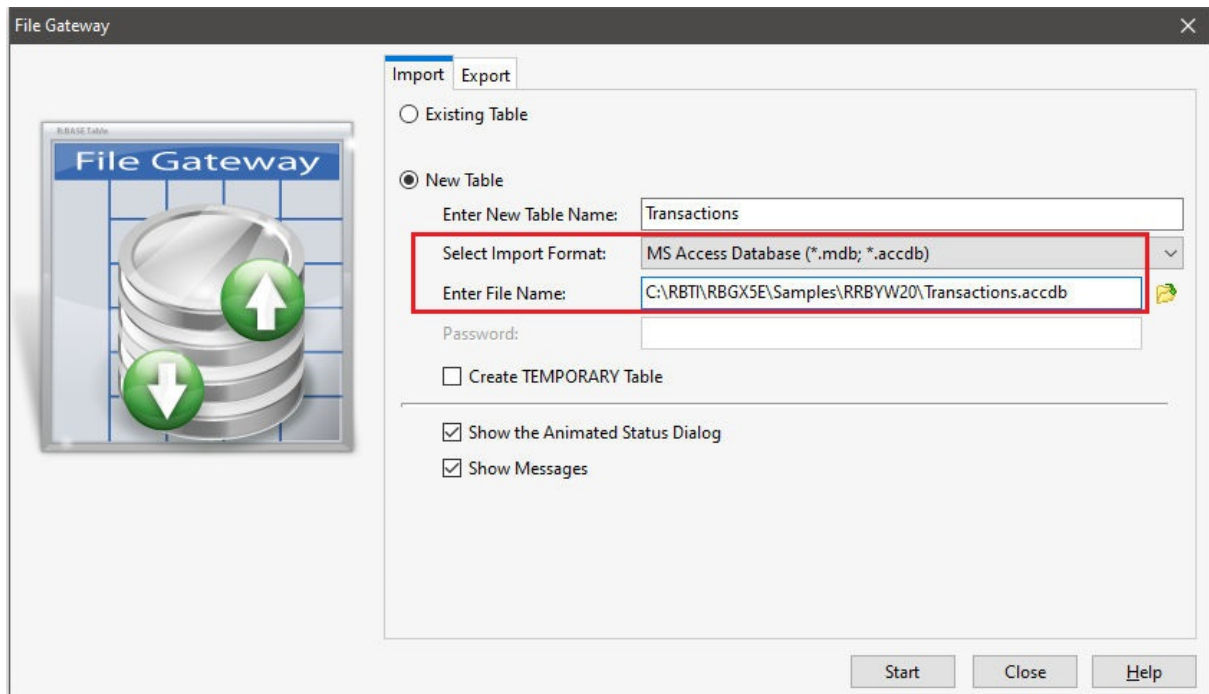 File Gateway
Import Export
R:BASE Table
File Gateway
Existing Table
New Table
Enter New Table Name: Transactions
Select Import Format: MS Access Database (*.mdb; *.accdb)
Enter File Name: C:\RBTI\RBGX5E\Samples\RRBYW20\Transactions.accdb
Password:
Create TEMPORARY Table
Show the Animated Status Dialog
Show Messages
Start Close Help